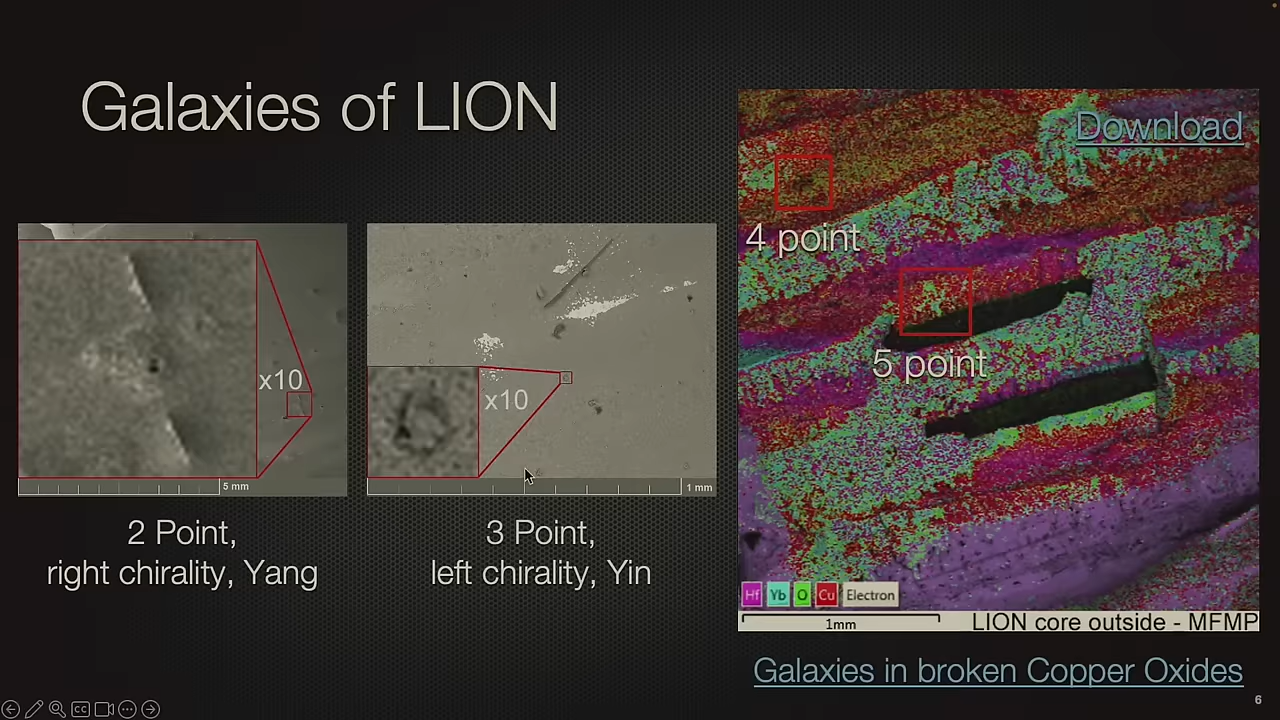 Galaxies of LION
Download
4 point
5 point
x10
5 mm
x10
1 mm
2 Point,
right chirality, Yang
3 Point,
left chirality, Yin
Hf Yb O Cu Electron
1mm
LION core outside - MFMP
Galaxies in broken Copper Oxides
CC
6